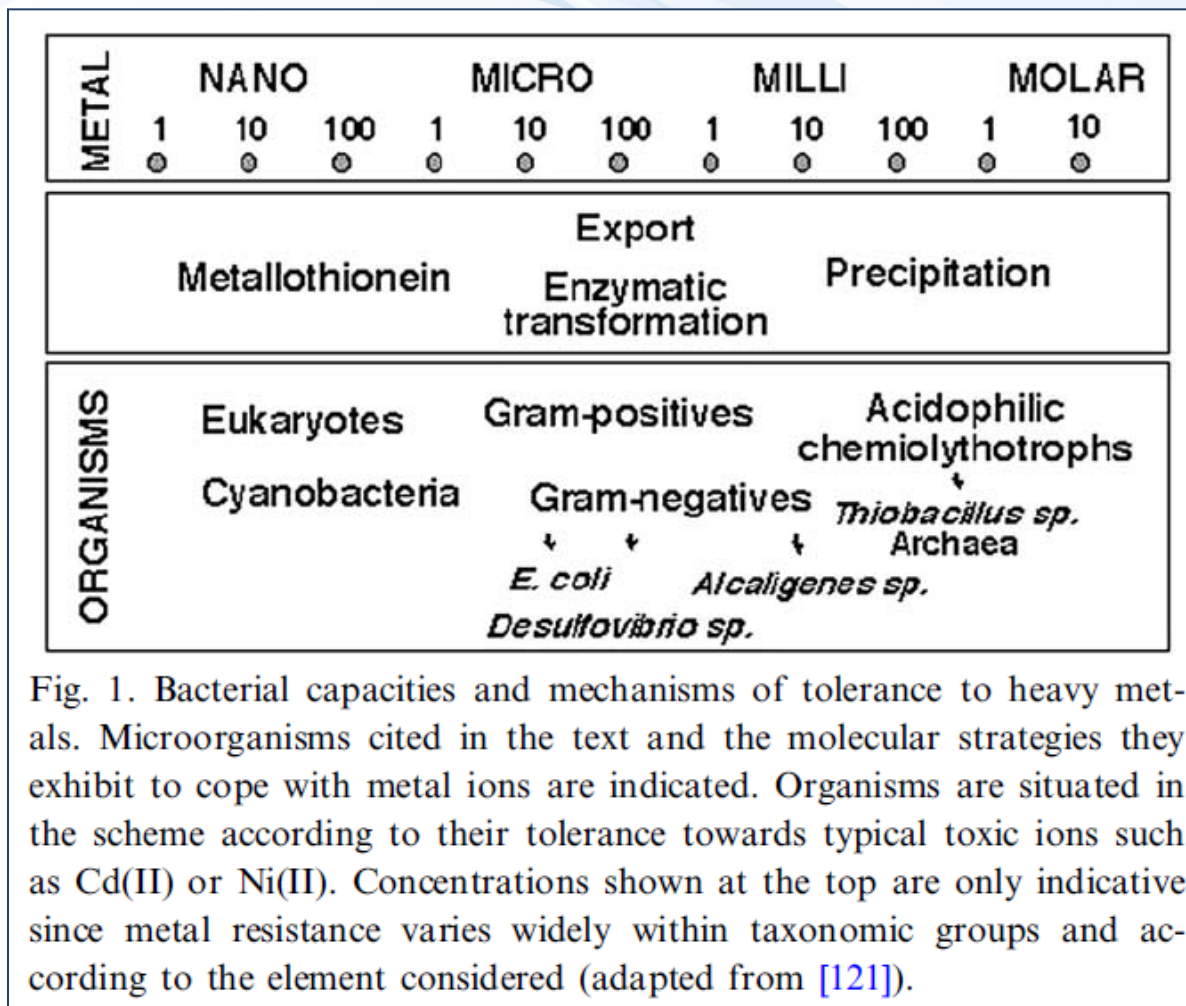 METAL
NANO MICRO MILLI MOLAR
1 10 100 1 10 100 1 10 100 1 10
Export
Metallothionein
Enzymatic
transformation
Precipitation
ORGANISMS
Eukaryotes
Cyanobacteria
Gram-positives
Gram-negatives
E. coli
Desulfovibrio sp.
Alcaligenes sp.
Acidophilic
chemiolythotrophs
Thiobacillus sp.
Archaea
Fig. 1. Bacterial capacities and mechanisms of tolerance to heavy met-
als. Microorganisms cited in the text and the molecular strategies they
exhibit to cope with metal ions are indicated. Organisms are situated in
the scheme according to their tolerance towards typical toxic ions such
as Cd(II) or Ni(II). Concentrations shown at the top are only indicative
since metal resistance varies widely within taxonomic groups and ac-
cording to the element considered (adapted from [121]).